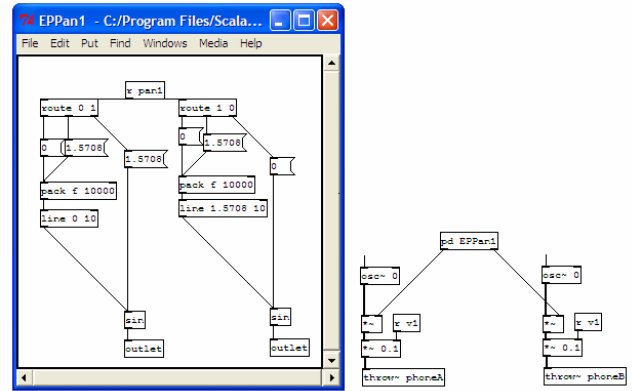 EPPan1 - C:/Program Files/Scala...
File Edit Put Find Windows Media Help
r pan1
route 0 1
route 1 0
0
1.5708
1.5708
0
1.5708
0
pack f 10000
pack f 10000
line 0 10
line 1.5708 10
sin
sin
outlet
outlet
pd EPPan1
osc~ 0
osc~ 0
*~
r v1
*~
r v1
*~ 0.1
*~ 0.1
throw~ phoneA
throw~ phoneB